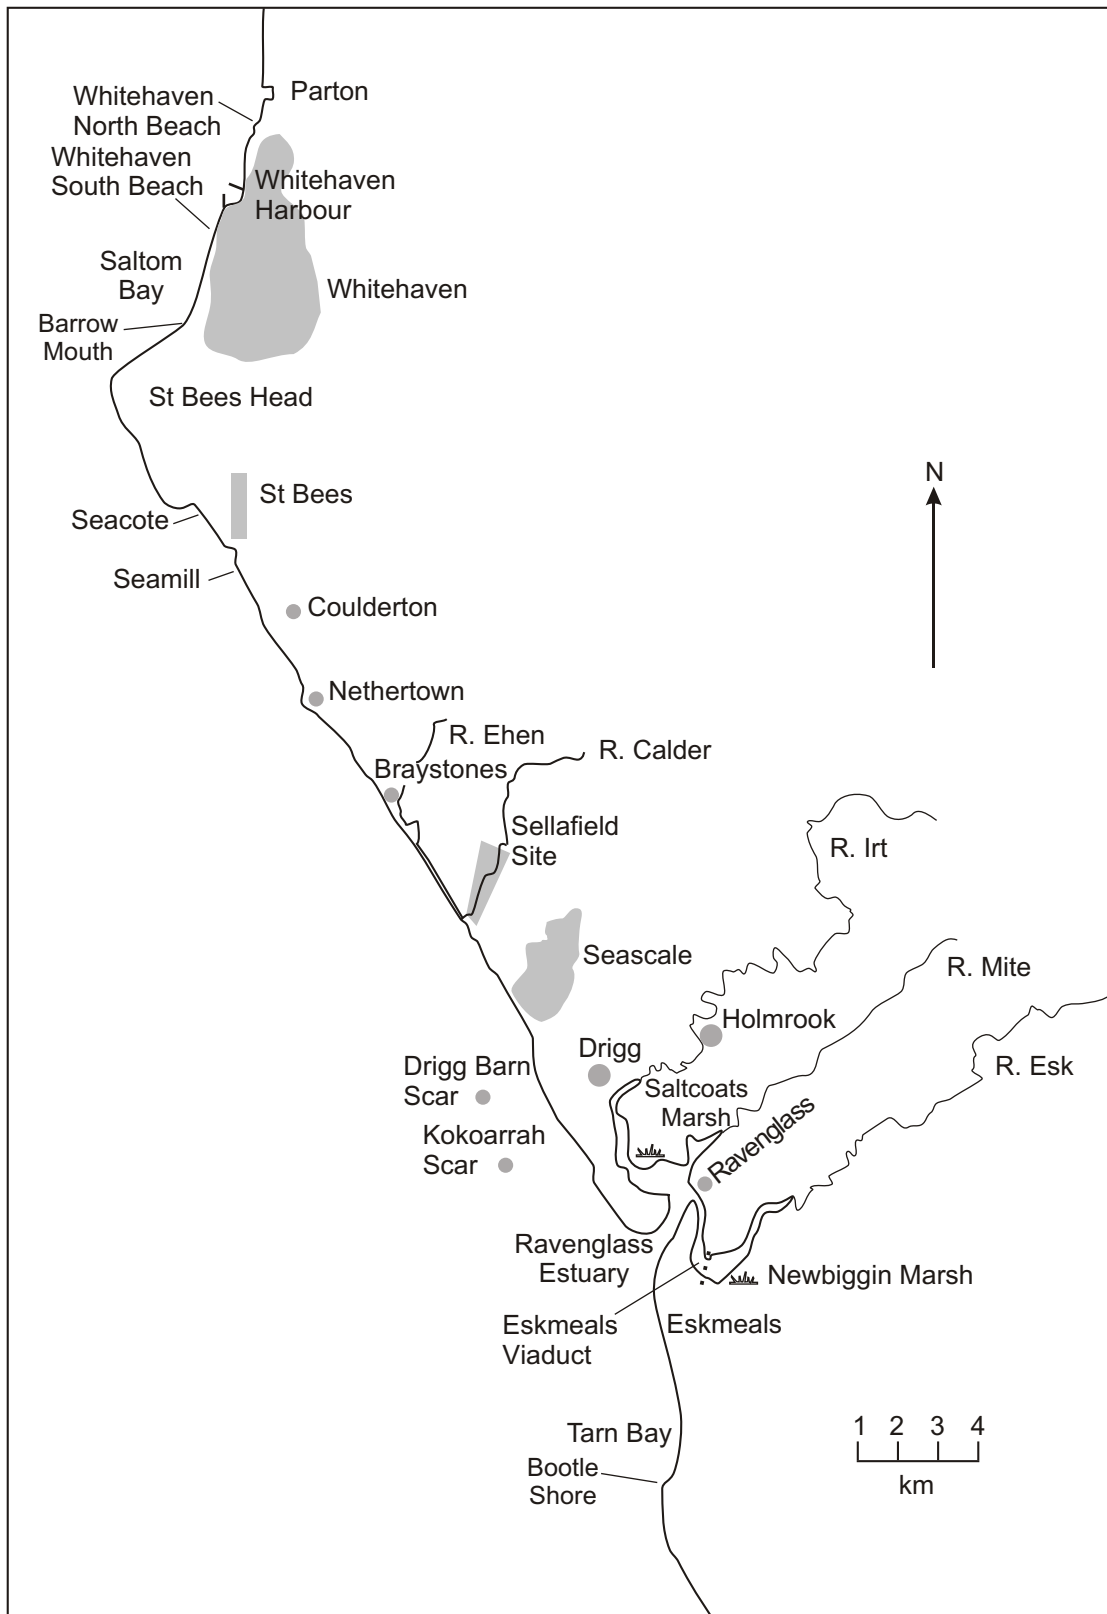 Parton
Whitehaven
North Beach
Whitehaven
South Beach
Whitehaven
Harbour
Saltom
Bay
Whitehaven
Barrow
Mouth
St Bees Head
N
St Bees
Seacote
Seamill
Coulderton
Nethertown
R. Ehen
R. Calder
Braystones
Sellafield
Site
R. Irt
Seascale
R. Mite
Holmrook
Drigg
Drigg Barn
Scar
R. Esk
Saltcoats
Marsh
Kokoarrah
Scar
Ravenglass
Ravenglass
Estuary
Newbiggin Marsh
Eskmeals
Viaduct
Eskmeals
Tarn Bay
1 2 3 4
km
Bootle
Shore